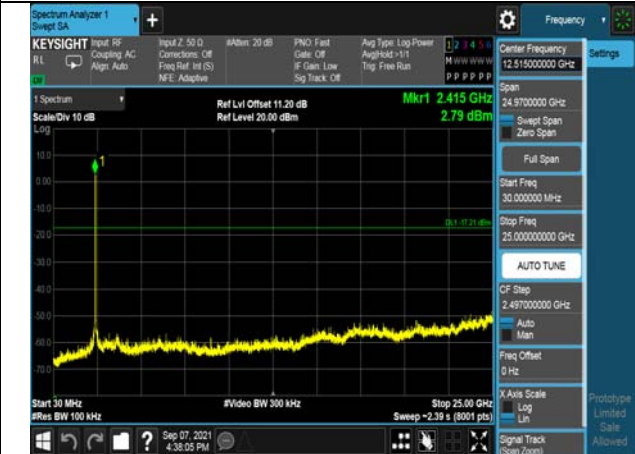 Spectrum Analyzer 1
Swept SA
+
Frequency
KEYSIGHT
RL
Input: RF
Coupling: AC
Align: Auto
Input Z: 50 Ω
Corrections: Off
Freq Ref: Int (S)
NFE: Adaptive
#Atten: 20 dB
PNO: Fast
Gate: Off
IF Gain: Low
Sig Track: Off
Avg Type: Log-Power
Avg|Hold:>1/1
Trig: Free Run
1 2 3 4 5 6
M W W W W W
P P P P P P
1 Spectrum
Scale/Div 10 dB
Log
Ref Lvl Offset 11.20 dB
Ref Level 20.00 dBm
Mkr1 2.415 GHz
2.79 dBm
1
10.0
0.00
-10.0
-20.0
-30.0
-40.0
-50.0
-60.0
-70.0
DL1 -17.21 dBm
Start 30 MHz
#Res BW 100 kHz
#Video BW 300 kHz
Stop 25.00 GHz
Sweep ~2.39 s (8001 pts)
Center Frequency
12.515000000 GHz
Settings
Span
24.9700000 GHz
Swept Span
Zero Span
Full Span
Start Freq
30.000000 MHz
Stop Freq
25.000000000 GHz
AUTO TUNE
CF Step
2.497000000 GHz
Auto
Man
Freq Offset
0 Hz
X Axis Scale
Log
Lin
Signal Track
(Span Zoom)
Prototype
Limited
Sale
Allowed
?
Sep 07, 2021
4:38:05 PM